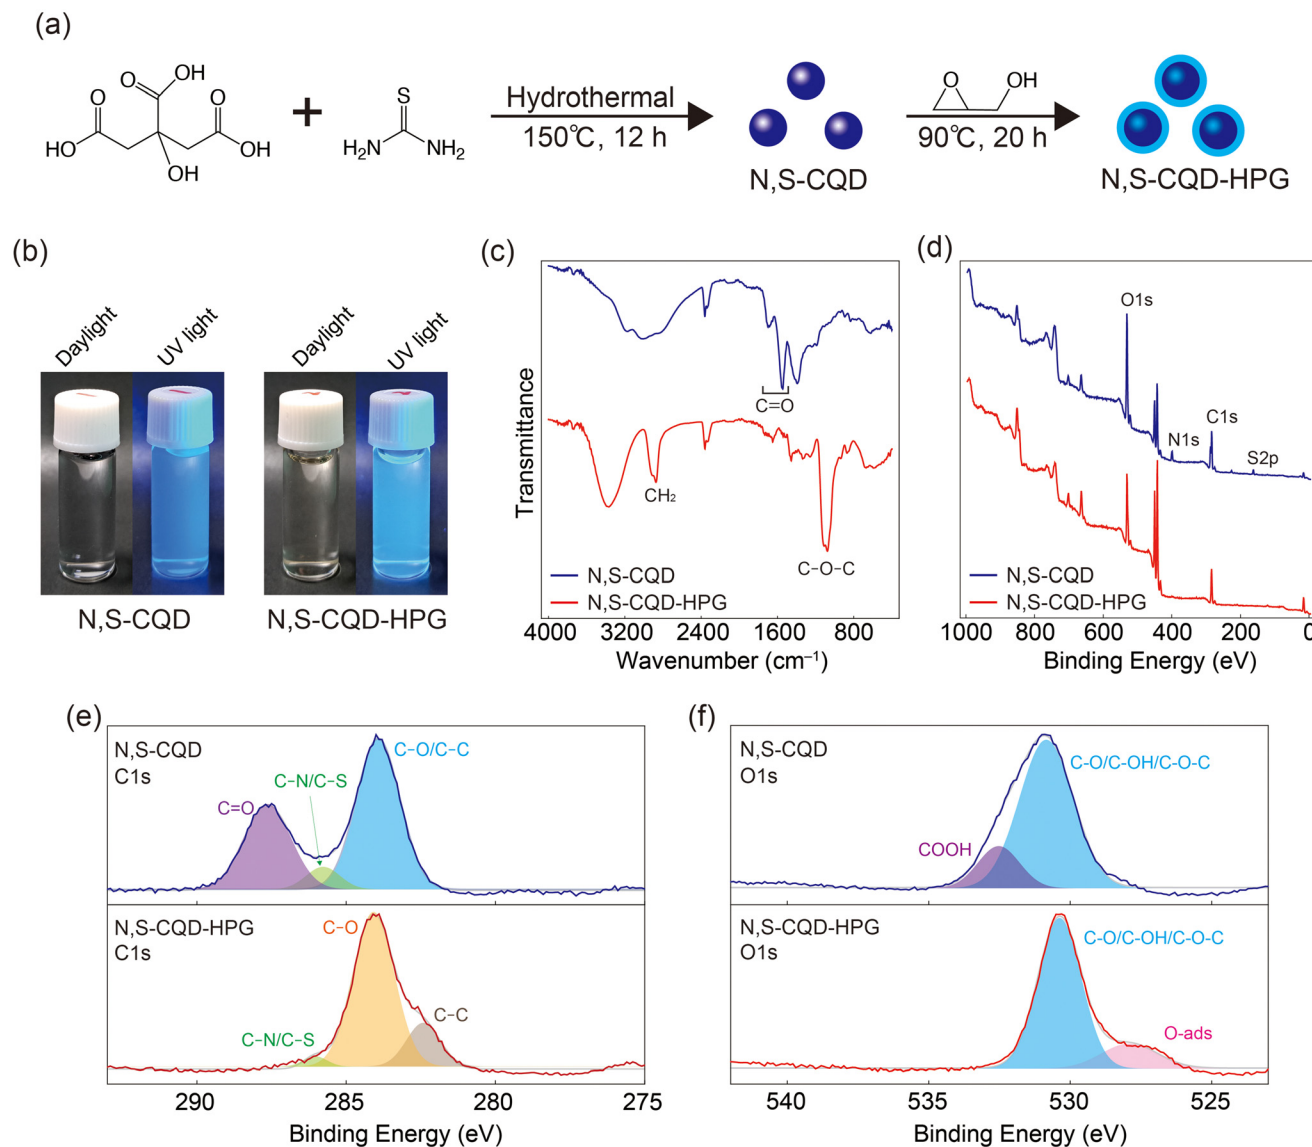 (a)
O
OH
O
O
HO
OH
OH
+
S
H₂N
NH₂
Hydrothermal
150℃, 12 h
N,S-CQD
O
OH
90℃, 20 h
N,S-CQD-HPG
(b)
Daylight
UV light
Daylight
UV light
N,S-CQD
N,S-CQD-HPG
(c)
Transmittance
C=O
CH₂
C-O-C
N,S-CQD
N,S-CQD-HPG
4000 3200 2400 1600 800
Wavenumber (cm⁻¹)
(d)
O1s
N1s
C1s
S2p
N,S-CQD
N,S-CQD-HPG
1000 800 600 400 200 0
Binding Energy (eV)
(e)
N,S-CQD
C1s
C=O
C-N/C-S
C-O/C-C
N,S-CQD-HPG
C1s
C-O
C-N/C-S
C-C
290 285 280 275
Binding Energy (eV)
(f)
N,S-CQD
O1s
C-O/C-OH/C-O-C
COOH
N,S-CQD-HPG
O1s
C-O/C-OH/C-O-C
O-ads
540 535 530 525
Binding Energy (eV)